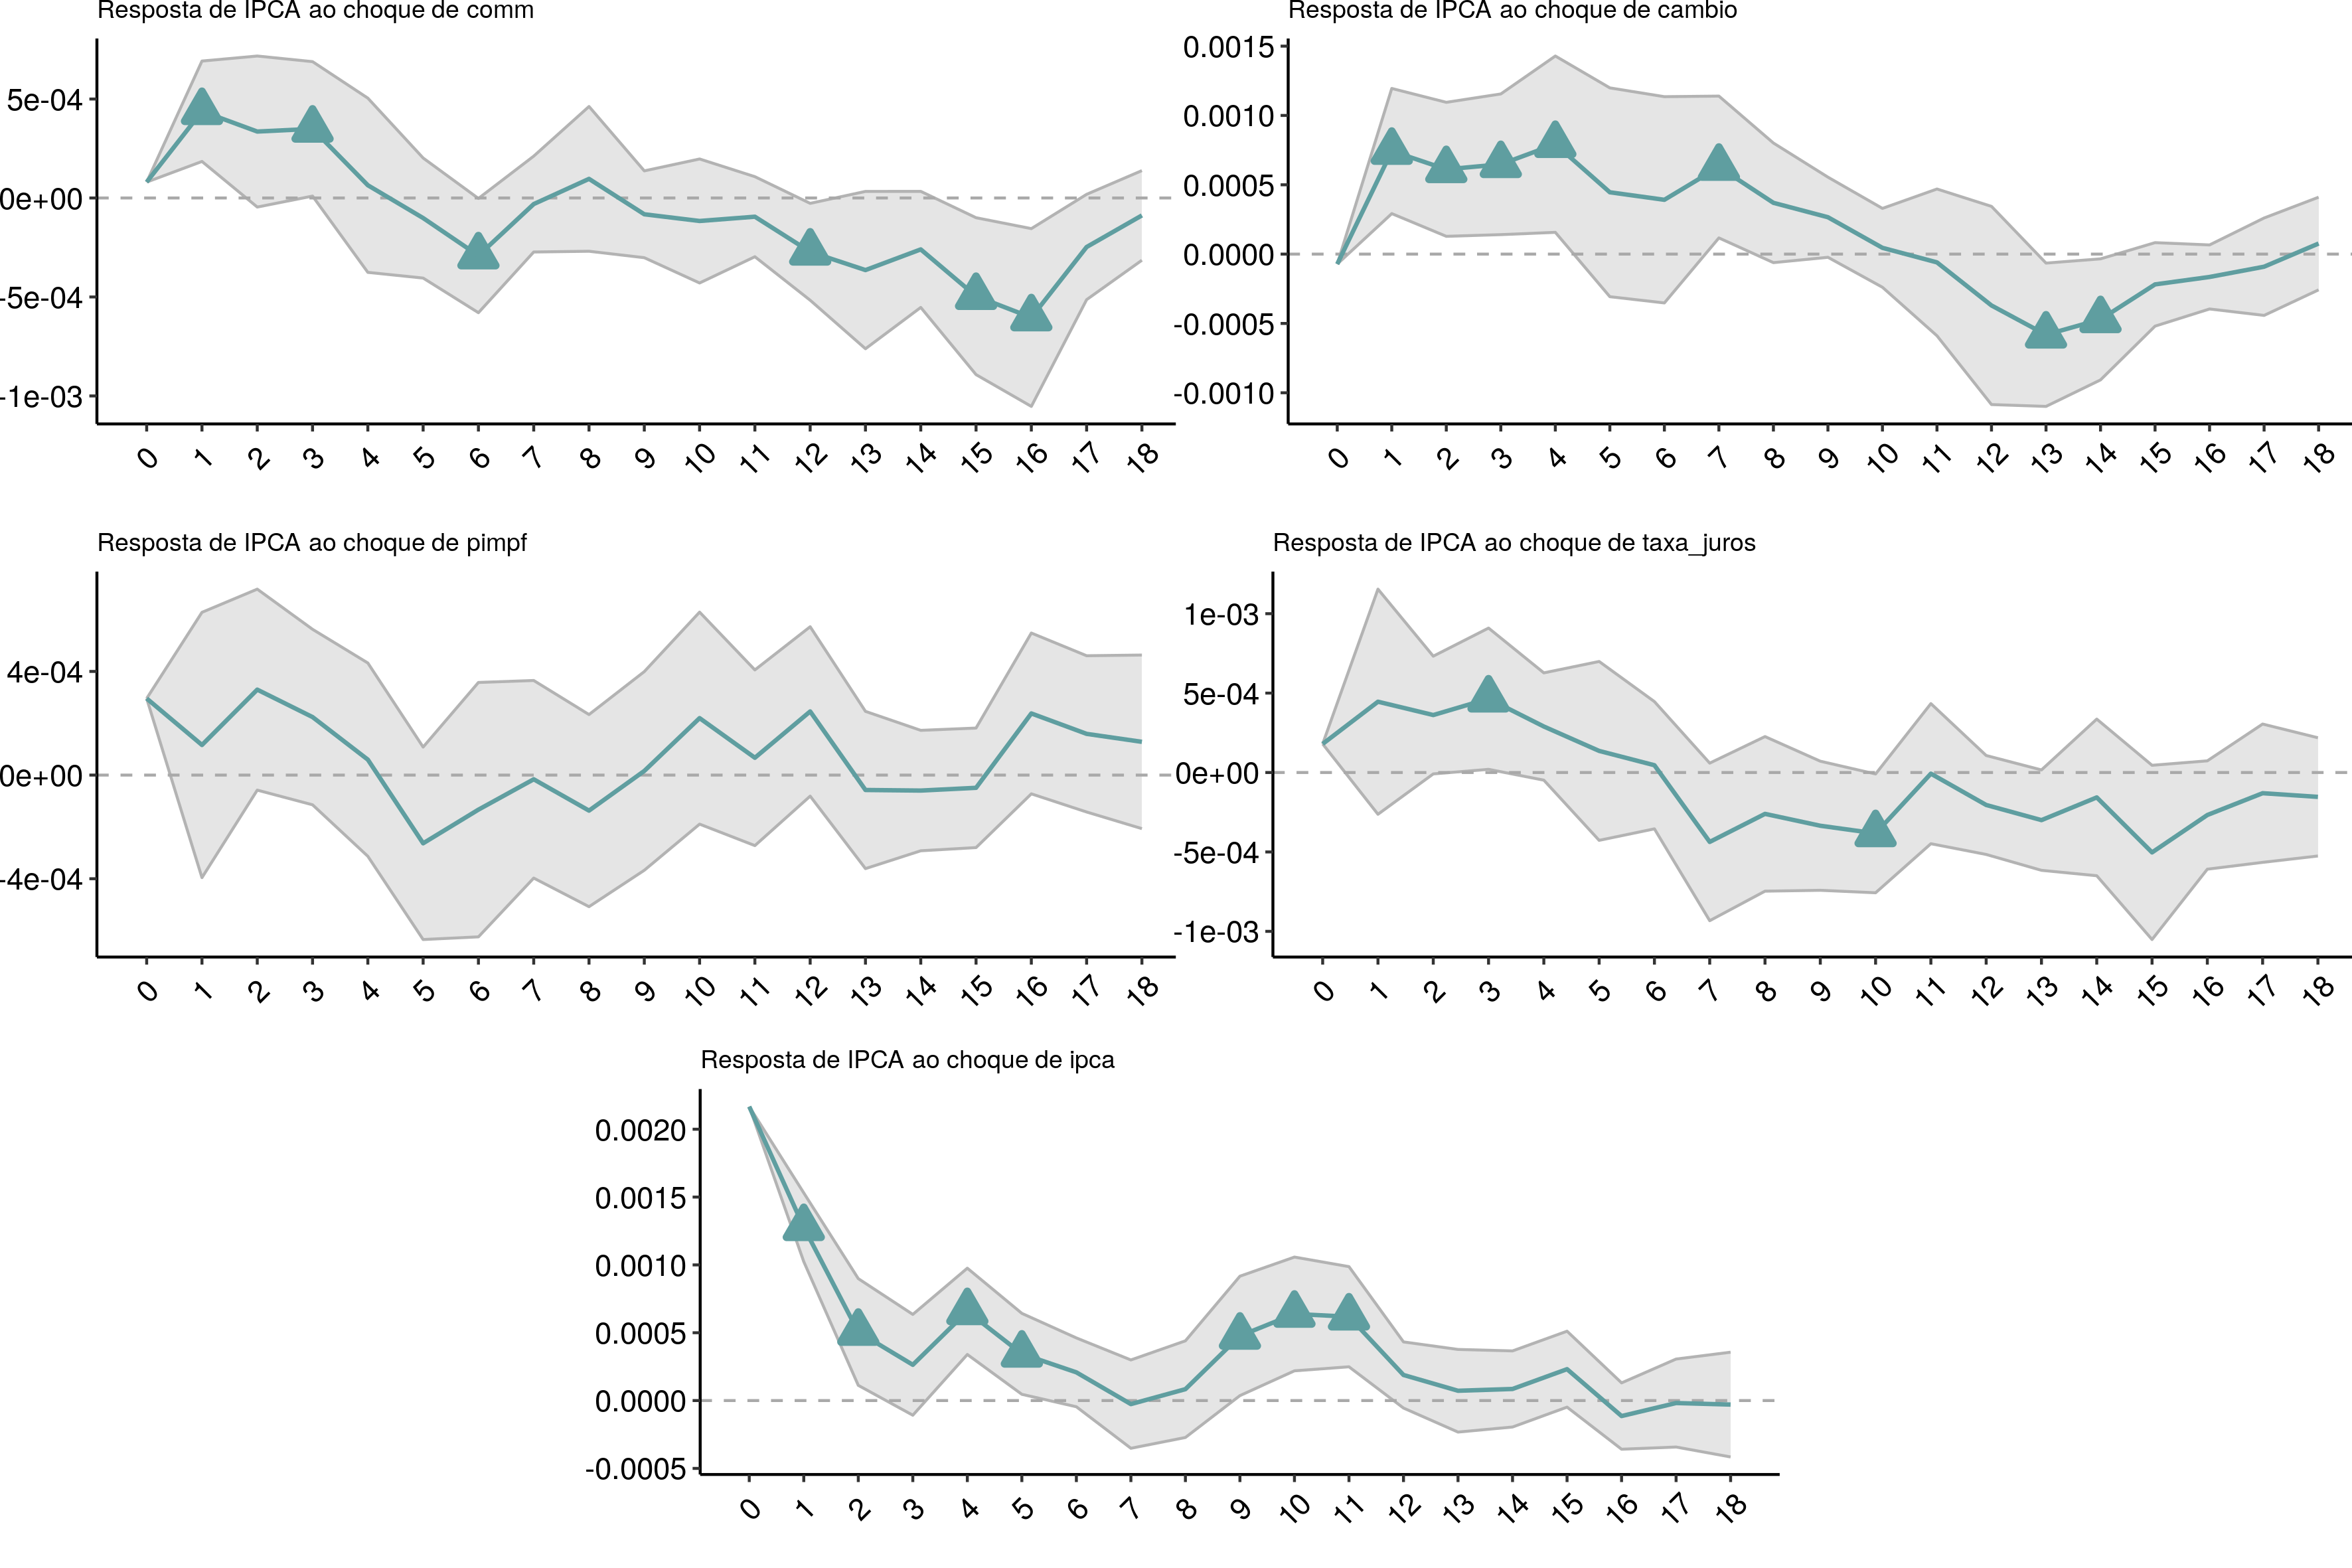 Resposta de IPCA ao choque de comm
5e-04
0e+00
-5e-04
-1e-03
0 1 2 3 4 5 6 7 8 9 10 11 12 13 14 15 16 17 18
Resposta de IPCA ao choque de cambio
0.0015
0.0010
0.0005
0.0000
-0.0005
-0.0010
0 1 2 3 4 5 6 7 8 9 10 11 12 13 14 15 16 17 18
Resposta de IPCA ao choque de pimpf
4e-04
0e+00
-4e-04
0 1 2 3 4 5 6 7 8 9 10 11 12 13 14 15 16 17 18
Resposta de IPCA ao choque de taxa_juros
1e-03
5e-04
0e+00
-5e-04
-1e-03
0 1 2 3 4 5 6 7 8 9 10 11 12 13 14 15 16 17 18
Resposta de IPCA ao choque de ipca
0.0020
0.0015
0.0010
0.0005
0.0000
-0.0005
0 1 2 3 4 5 6 7 8 9 10 11 12 13 14 15 16 17 18